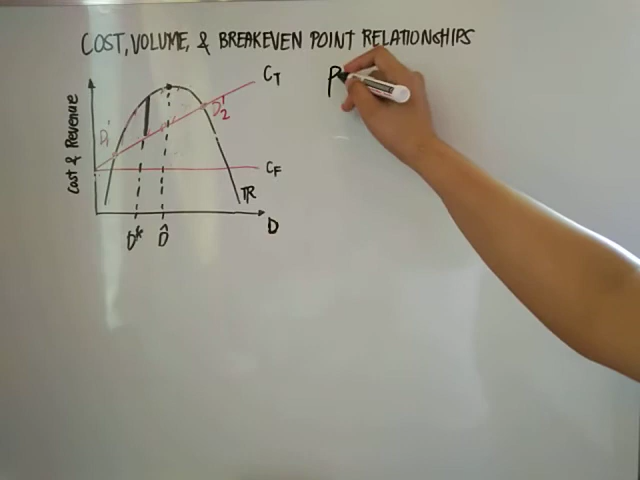 COST, VOLUME, & BREAKEVEN POINT RELATIONSHIPS
Cost & Revenue
CT
P
D1'
D2'
CF
TR
D
D*
D̂